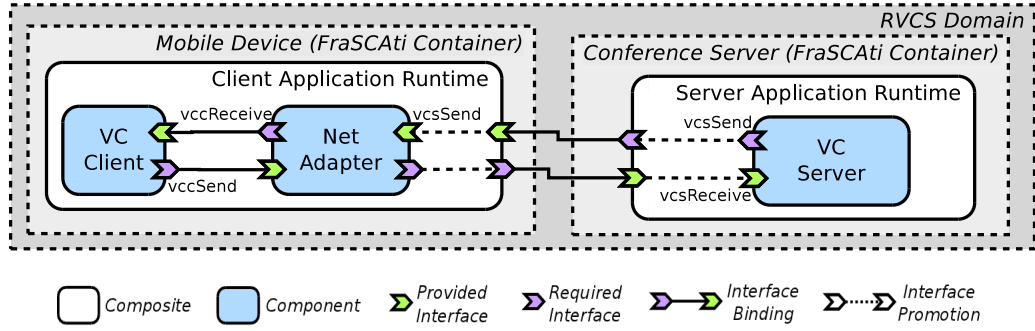 RVCS Domain
Mobile Device (FraSCAti Container)
Conference Server (FraSCAti Container)
Client Application Runtime
Server Application Runtime
vccReceive
vcsSend
vcsSend
VC
Client
Net
Adapter
VC
Server
vccSend
vcsReceive
Composite
Component
Provided
Interface
Required
Interface
Interface
Binding
Interface
Promotion